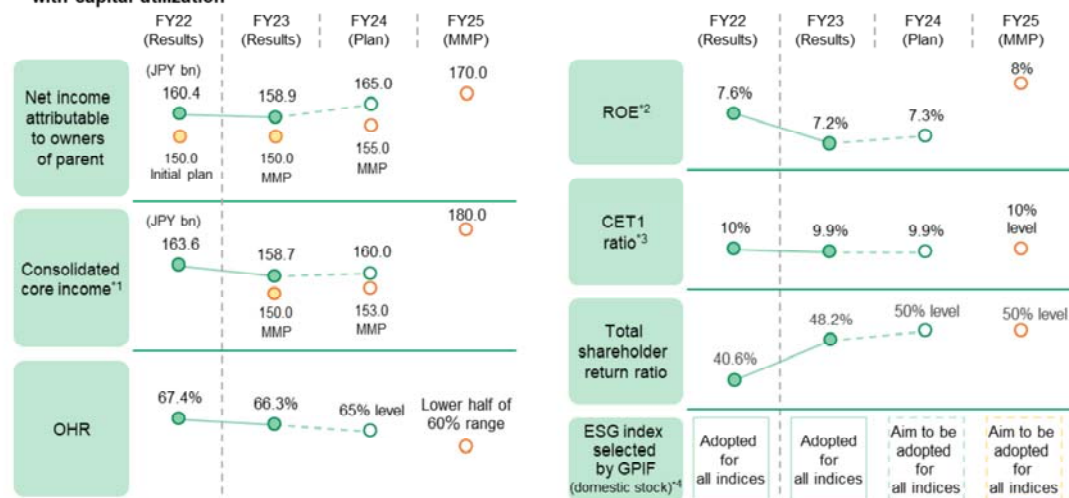 with capital utilization
FY22
(Results)
FY23
(Results)
FY24
(Plan)
FY25
(MMP)
Net income
attributable
to owners
of parent
(JPY bn)
160.4
158.9
165.0
170.0
150.0
Initial plan
150.0
MMP
155.0
MMP
Consolidated
core income*1
(JPY bn)
163.6
158.7
160.0
180.0
150.0
MMP
153.0
MMP
OHR
67.4%
66.3%
65% level
Lower half of
60% range
FY22
(Results)
FY23
(Results)
FY24
(Plan)
FY25
(MMP)
ROE*2
7.6%
7.2%
7.3%
8%
CET1
ratio*3
10%
9.9%
9.9%
10%
level
Total
shareholder
return ratio
40.6%
48.2%
50% level
50% level
ESG index
selected
by GPIF
(domestic stock)*4
Adopted
for
all indices
Adopted
for
all indices
Aim to be
adopted
for
all indices
Aim to be
adopted
for
all indices